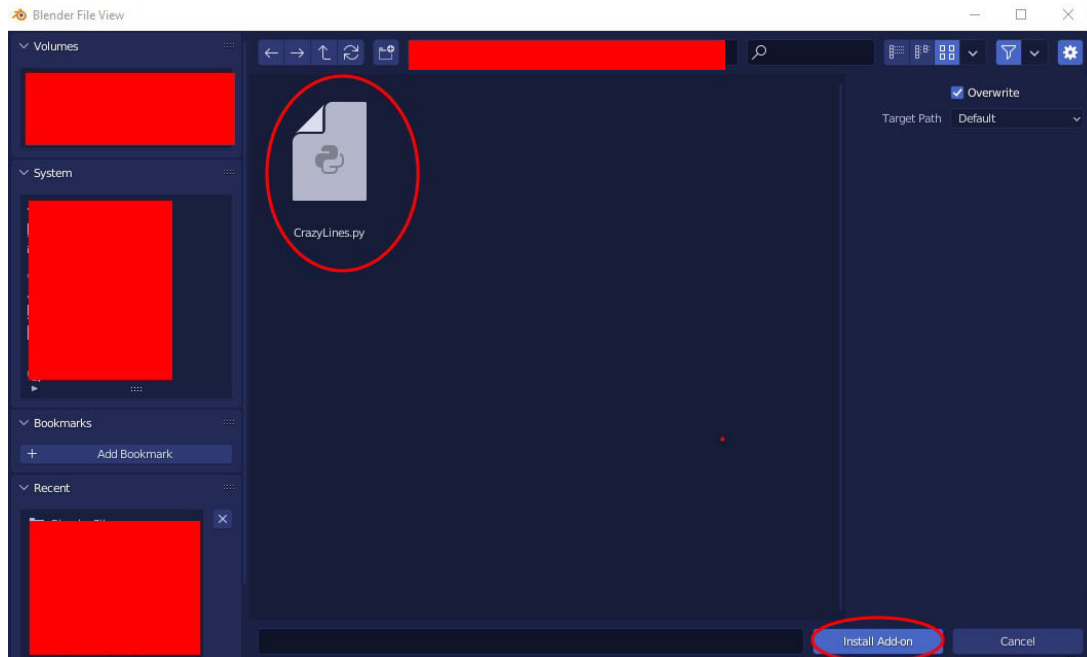 Blender File View
Volumes
Overwrite
Target Path Default
System
CrazyLines.py
Bookmarks
+ Add Bookmark
Recent
Install Add-on Cancel